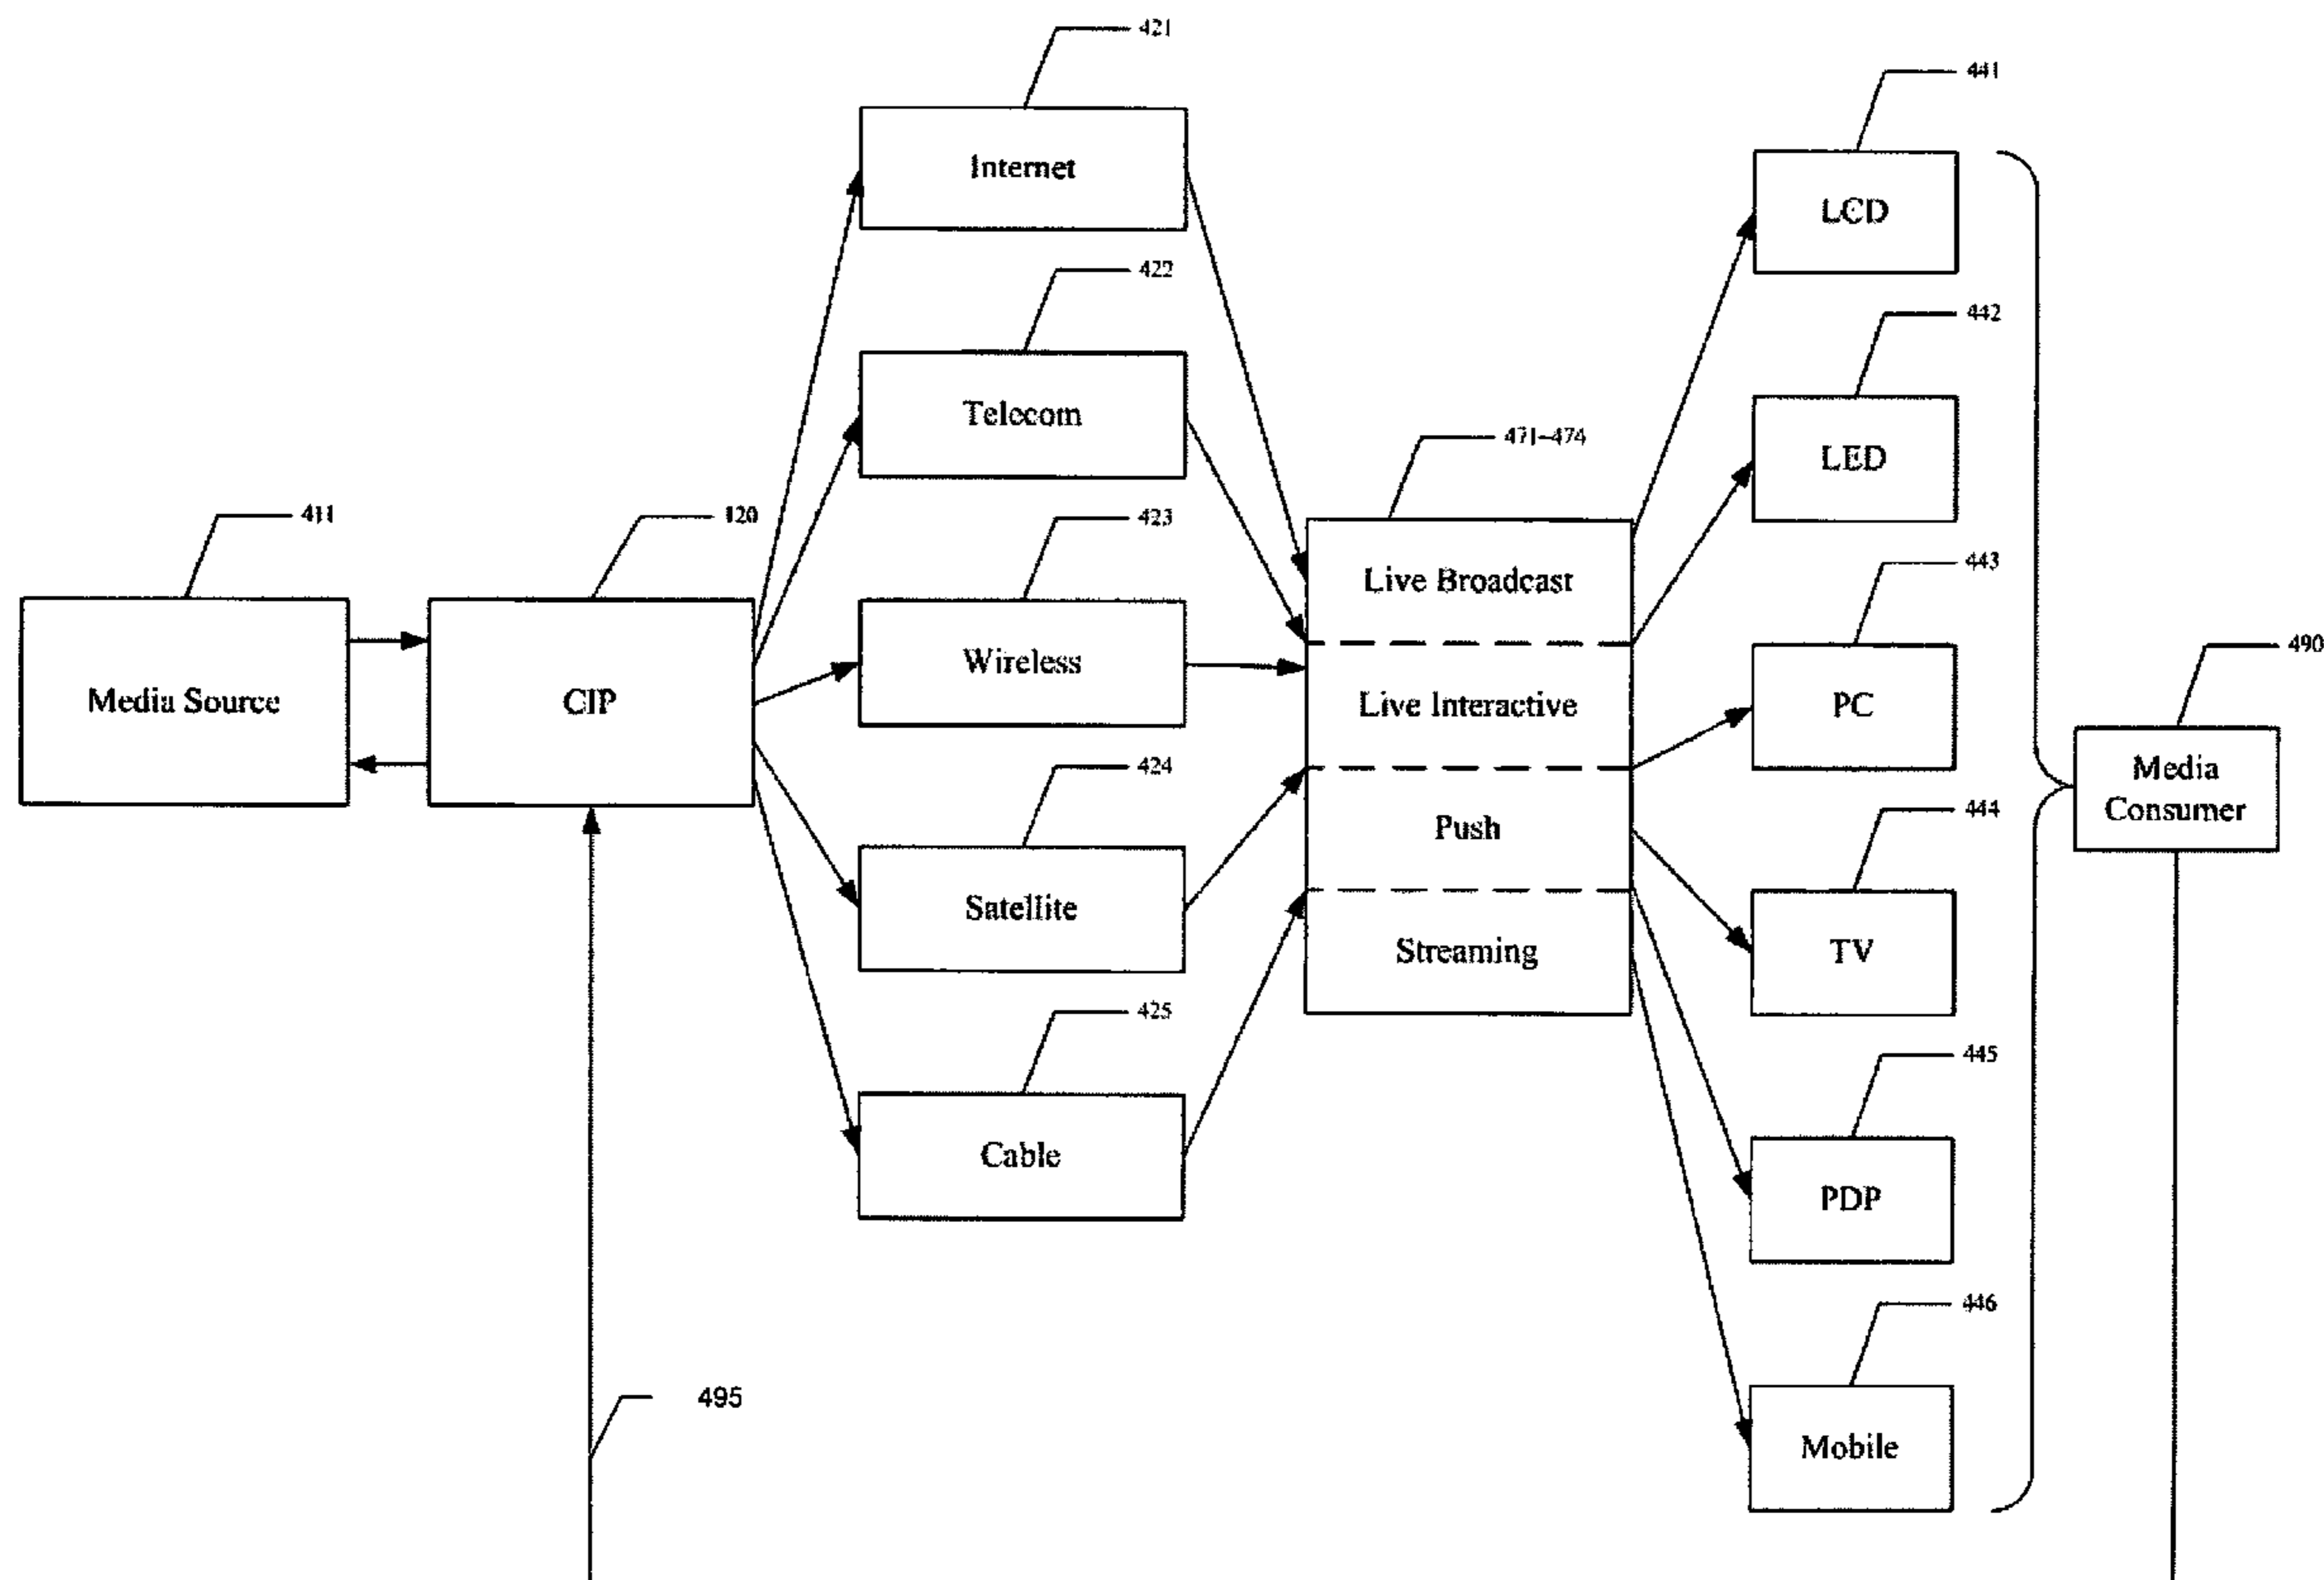 421
441
Internet
LCD
422
442
Telecom
LED
471-474
411
120
423
443
Live Broadcast
490
Media Source
CIP
Wireless
Live Interactive
PC
Media
Consumer
424
444
Push
Satellite
Streaming
TV
425
445
Cable
PDP
446
495
Mobile